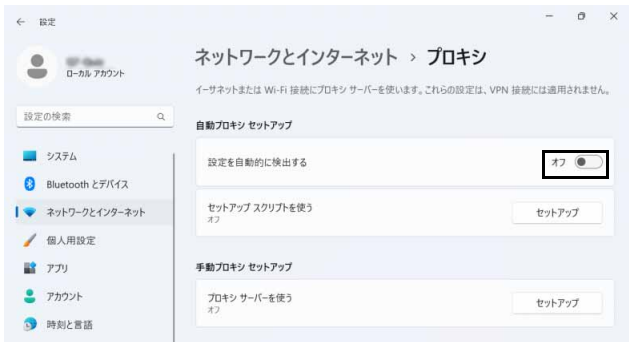 設定
ローカル アカウント
設定の検索
システム
Bluetooth とデバイス
ネットワークとインターネット
個人用設定
アプリ
アカウント
時刻と言語
ネットワークとインターネット › プロキシ
イーサネットまたは Wi-Fi 接続にプロキシ サーバーを使います。これらの設定は、VPN 接続には適用されません。
自動プロキシ セットアップ
設定を自動的に検出する
オフ
セットアップ スクリプトを使う
オフ
セットアップ
手動プロキシ セットアップ
プロキシ サーバーを使う
オフ
セットアップ